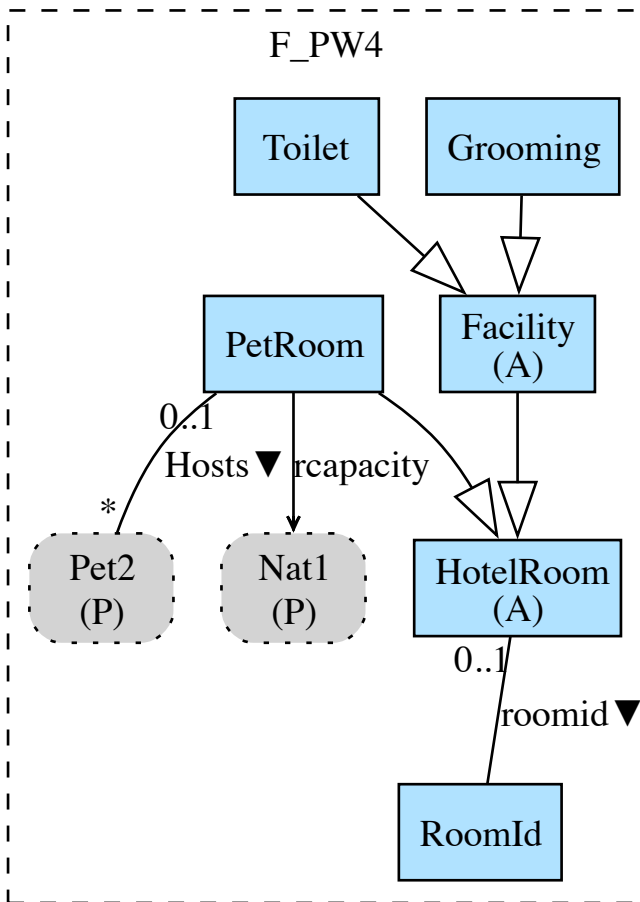 F_PW4
Toilet
Grooming
PetRoom
Facility
(A)
0..1
Hosts▼
rcapacity
*
Pet2
(P)
Nat1
(P)
HotelRoom
(A)
0..1
roomid▼
RoomId